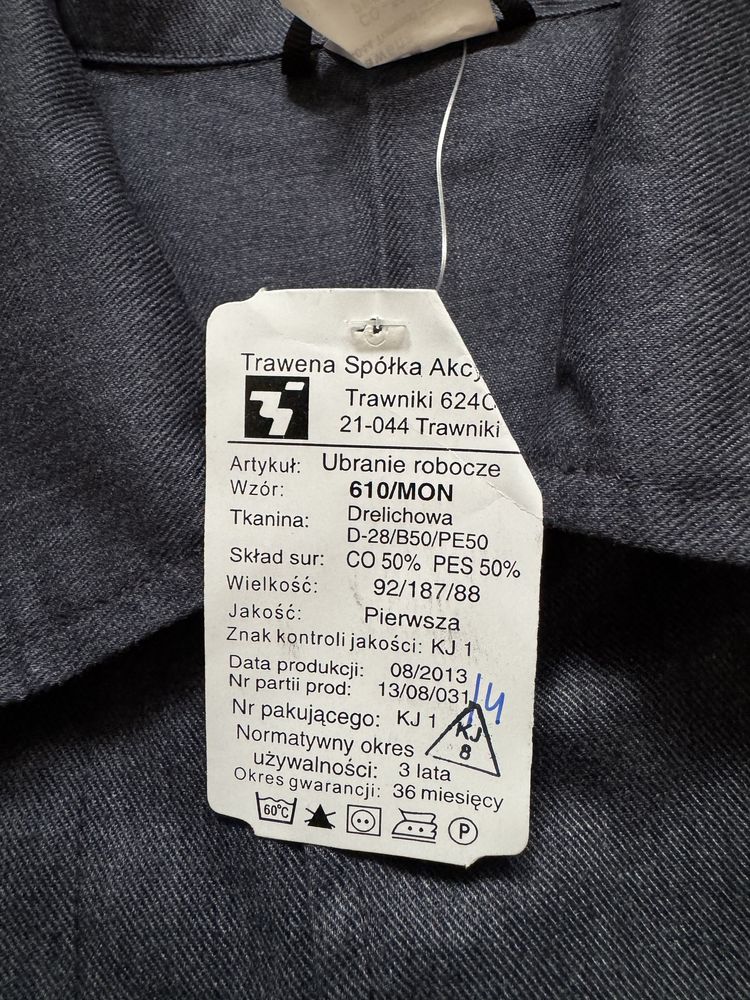 Trawena Spółka Akcy
Trawniki 624C
21-044 Trawniki
Artykuł: Ubranie robocze
Wzór: 610/MON
Tkanina: Drelichowa
D-28/B50/PE50
Skład sur: CO 50% PES 50%
Wielkość: 92/187/88
Jakość: Pierwsza
Znak kontroli jakości: KJ 1
Data produkcji: 08/2013
Nr partii prod: 13/08/031/4
Nr pakującego: KJ 1
KJ
8
Normatywny okres
używalności: 3 lata
Okres gwarancji: 36 miesięcy
60°C
P